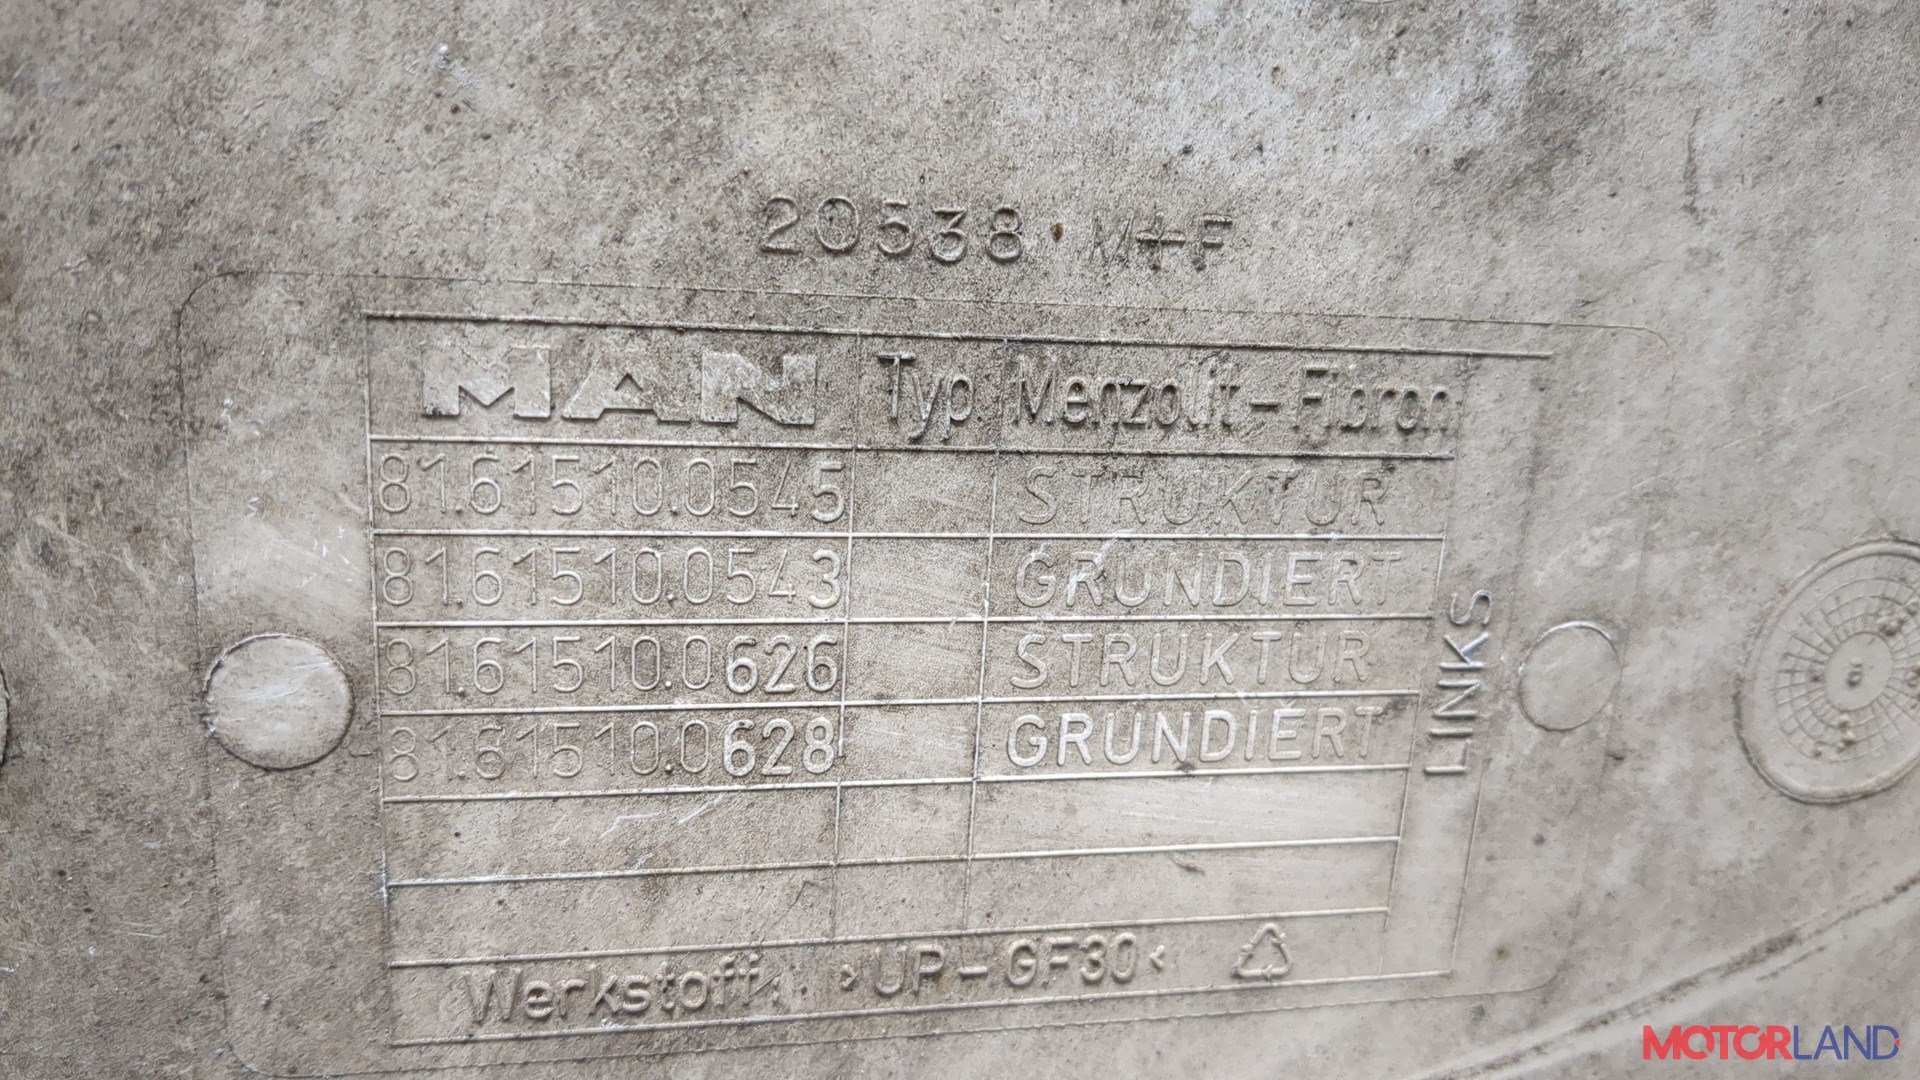 20538 · M+F
MAN Typ. Menzolit-Fibron
81.61510.0545 STRUKTUR
81.61510.0543 GRUNDIERT
81.61510.0626 STRUKTUR
81.61510.0628 GRUNDIERT
LINKS
Werkstoff: >UP-GF30<
MOTORLAND